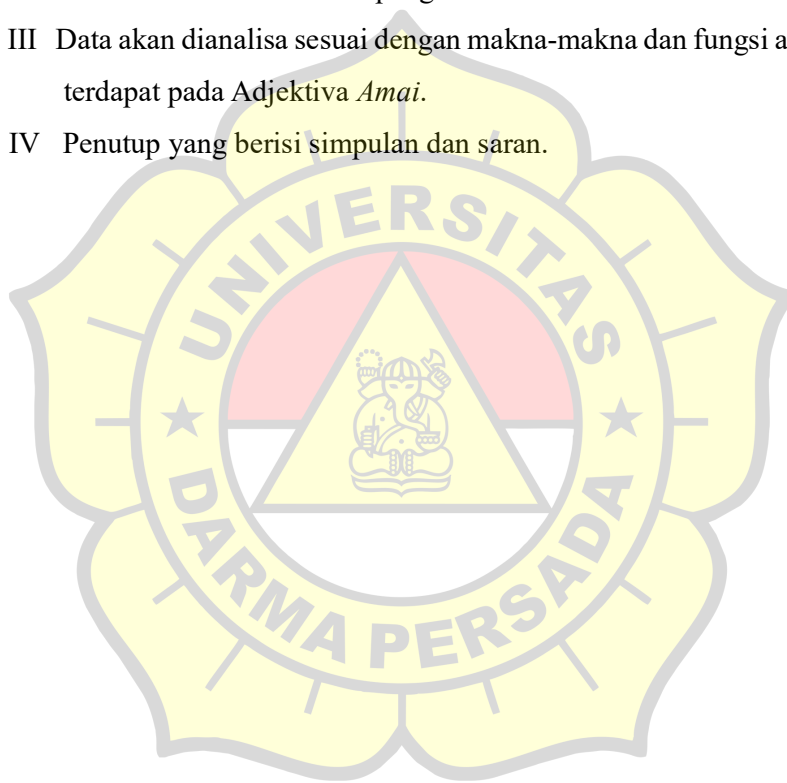 III Data akan dianalisa sesuai dengan makna-makna dan fungsi a
terdapat pada Adjektiva Amai.
IV Penutup yang berisi simpulan dan saran.
UNIVERSITAS
DARMA PERSADA